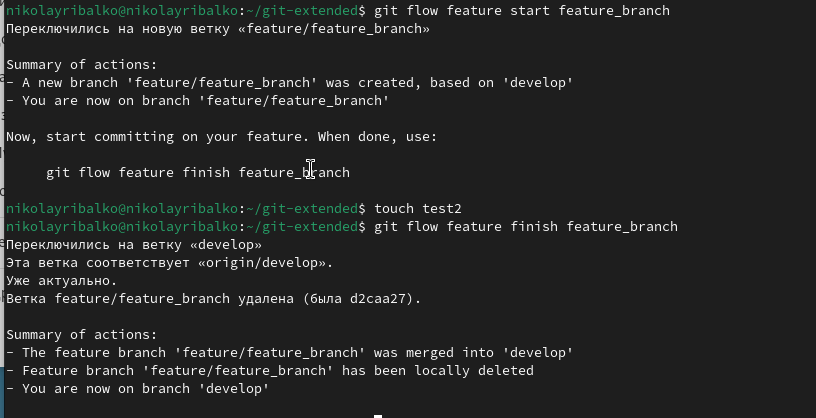 nikolayribalko@nikolayribalko:~/git-extended$ git flow feature start feature_branch
Переключились на новую ветку «feature/feature_branch»
Summary of actions:
- A new branch 'feature/feature_branch' was created, based on 'develop'
- You are now on branch 'feature/feature_branch'
Now, start committing on your feature. When done, use:
git flow feature finish feature_branch
nikolayribalko@nikolayribalko:~/git-extended$ touch test2
nikolayribalko@nikolayribalko:~/git-extended$ git flow feature finish feature_branch
Переключились на ветку «develop»
Эта ветка соответствует «origin/develop».
Уже актуально.
Ветка feature/feature_branch удалена (была d2caa27).
Summary of actions:
- The feature branch 'feature/feature_branch' was merged into 'develop'
- Feature branch 'feature/feature_branch' has been locally deleted
- You are now on branch 'develop'